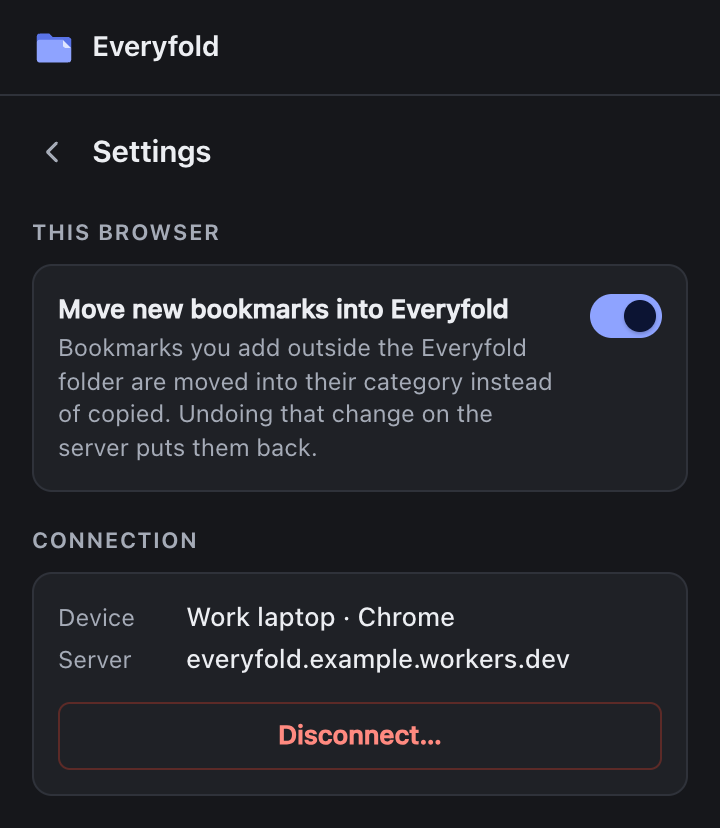 Everyfold
Settings
THIS BROWSER
Move new bookmarks into Everyfold
Bookmarks you add outside the Everyfold
folder are moved into their category instead
of copied. Undoing that change on the
server puts them back.
CONNECTION
Device Work laptop · Chrome
Server everyfold.example.workers.dev
Disconnect...